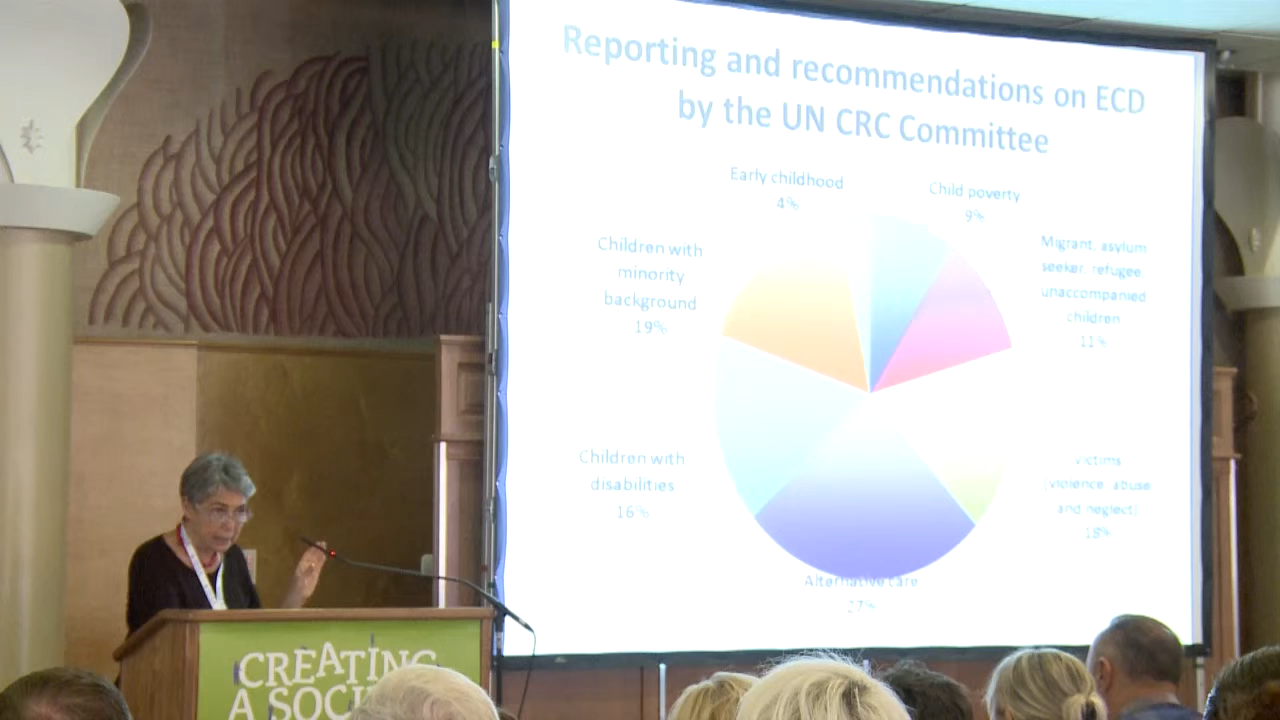 Reporting and recommendations on ECD
by the UN CRC Committee
Early childhood
4%
Child poverty
9%
Children with
minority
background
19%
Migrant, asylum
seeker, refugee,
unaccompanied
children
11%
Children with
disabilities
16%
Victims
(violence, abuse
and neglect)
18%
Alternative care
27%
CREATING
A SOCI